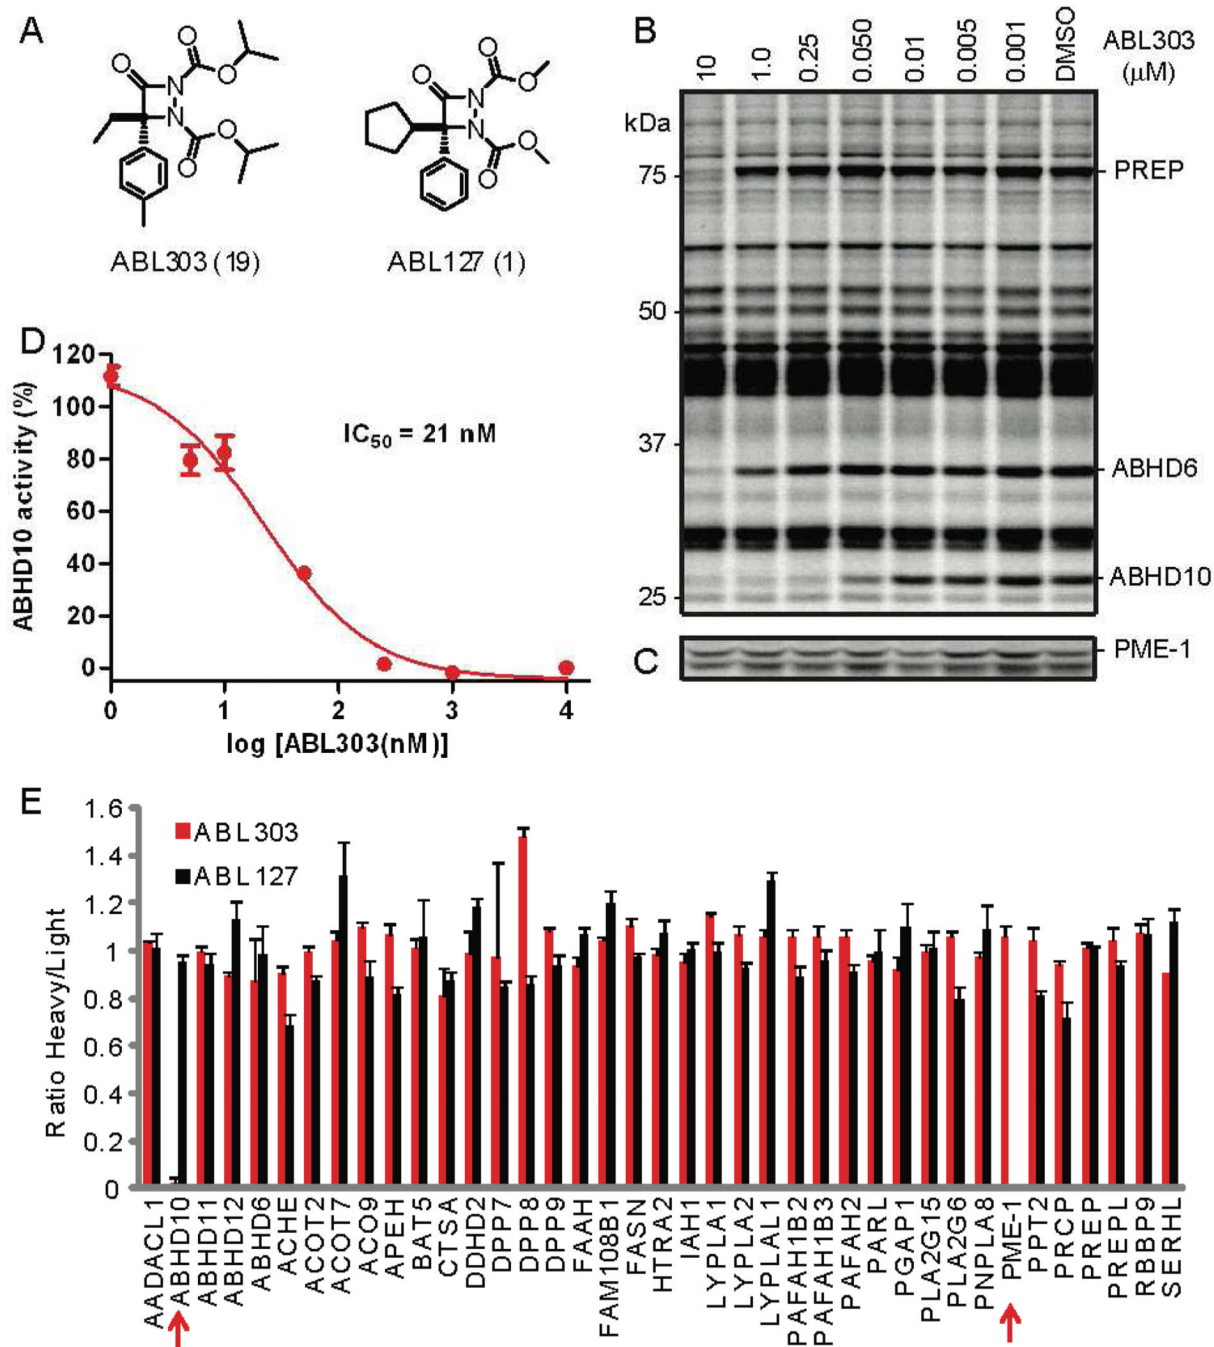 A
O
O
O
N
N
O
O
O
ABL303 (19)
O
O
O
N
N
O
O
ABL127 (1)
B
10
1.0
0.25
0.050
0.01
0.005
0.001
DMSO
ABL303
(µM)
kDa
75
50
37
25
PREP
ABHD6
ABHD10
C
PME-1
D
ABHD10 activity (%)
120
100
80
60
40
20
0
IC50 = 21 nM
0 1 2 3 4
log [ABL303(nM)]
E
ABL303
ABL127
Ratio Heavy/Light
1.6
1.4
1.2
1
0.8
0.6
0.4
0.2
0
AADACL1
ABHD10
ABHD11
ABHD12
ABHD6
ACHE
ACOT2
ACOT7
ACO9
APEH
BAT5
CTSA
DDHD2
DPP7
DPP8
DPP9
FAAH
FAM108B1
FASN
HTRA2
IAH1
LYPLA1
LYPLA2
LYPLAL1
PAFAH1B2
PAFAH1B3
PAFAH2
PARL
PGAP1
PLA2G15
PLA2G6
PNPLA8
PME-1
PPT2
PRCP
PREP
PREPL
RBBP9
SERHL